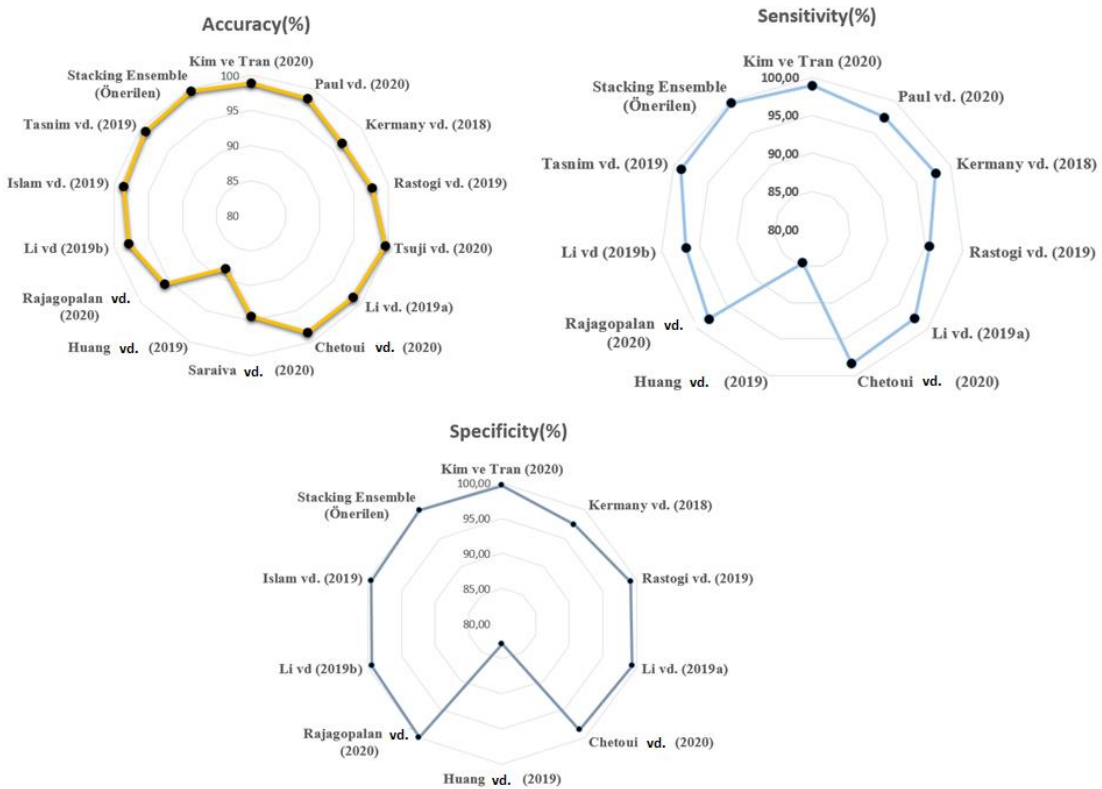 Accuracy(%)
Kim ve Tran (2020)
100
Paul vd. (2020)
95
Kermany vd. (2018)
90
Rastogi vd. (2019)
85
80
Tsuji vd. (2020)
Li vd. (2019a)
Chetoui vd. (2020)
Saraiva vd. (2020)
Huang vd. (2019)
Rajagopalan vd.
(2020)
Li vd (2019b)
Islam vd. (2019)
Tasnim vd. (2019)
Stacking Ensemble
(Önerilen)
Sensitivity(%)
Kim ve Tran (2020)
100,00
Paul vd. (2020)
95,00
Kermany vd. (2018)
90,00
85,00
80,00
Rastogi vd. (2019)
Li vd. (2019a)
Chetoui vd. (2020)
Huang vd. (2019)
Rajagopalan vd.
(2020)
Li vd (2019b)
Tasnim vd. (2019)
Stacking Ensemble
(Önerilen)
Specificity(%)
Kim ve Tran (2020)
100,00
Kermany vd. (2018)
95,00
90,00
Rastogi vd. (2019)
85,00
80,00
Li vd. (2019a)
Chetoui vd. (2020)
Huang vd. (2019)
Rajagopalan vd.
(2020)
Li vd (2019b)
Islam vd. (2019)
Stacking Ensemble
(Önerilen)